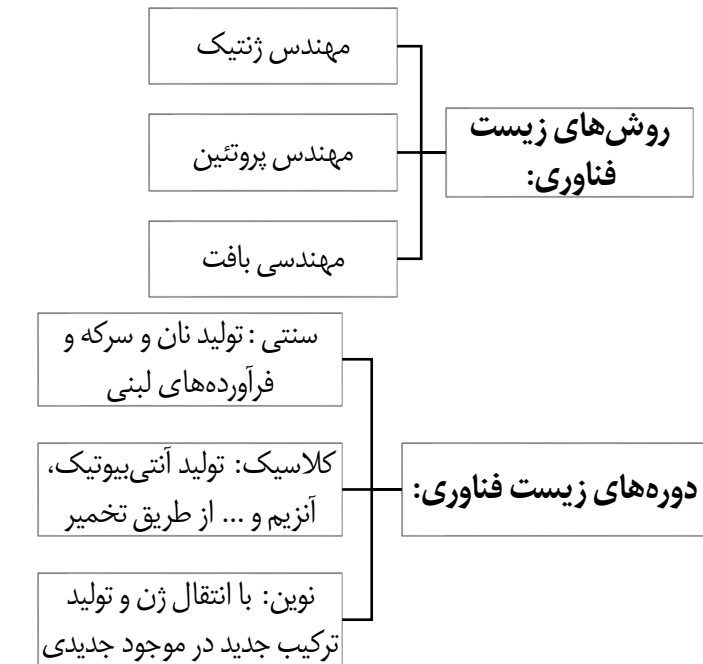 روش‌های زیست
فناوری:
مهندس ژنتیک
مهندس پروتئین
مهندسی بافت
دوره‌های زیست فناوری:
سنتی : تولید نان و سرکه و
فرآورده‌های لبنی
کلاسیک: تولید آنتی‌بیوتیک،
آنزیم و ... از طریق تخمیر
نوین: با انتقال ژن و تولید
ترکیب جدید در موجود جدیدی